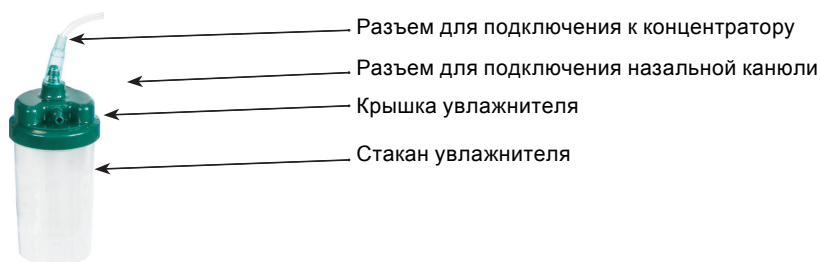 Разъем для подключения к концентратору
Разъем для подключения назальной канюли
Крышка увлажнителя
Стакан увлажнителя